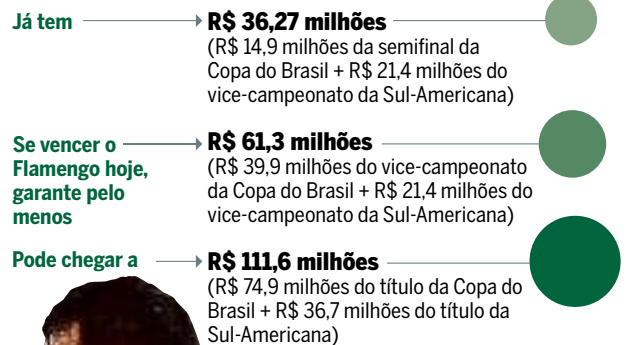 Já tem
R$ 36,27 milhões
(R$ 14,9 milhões da semifinal da
Copa do Brasil + R$ 21,4 milhões do
vice-campeonato da Sul-Americana)
Se vencer o
Flamengo hoje,
garante pelo
menos
R$ 61,3 milhões
(R$ 39,9 milhões do vice-campeonato
da Copa do Brasil + R$ 21,4 milhões do
vice-campeonato da Sul-Americana)
Pode chegar a
R$ 111,6 milhões
(R$ 74,9 milhões do título da Copa do
Brasil + R$ 36,7 milhões do título da
Sul-Americana)